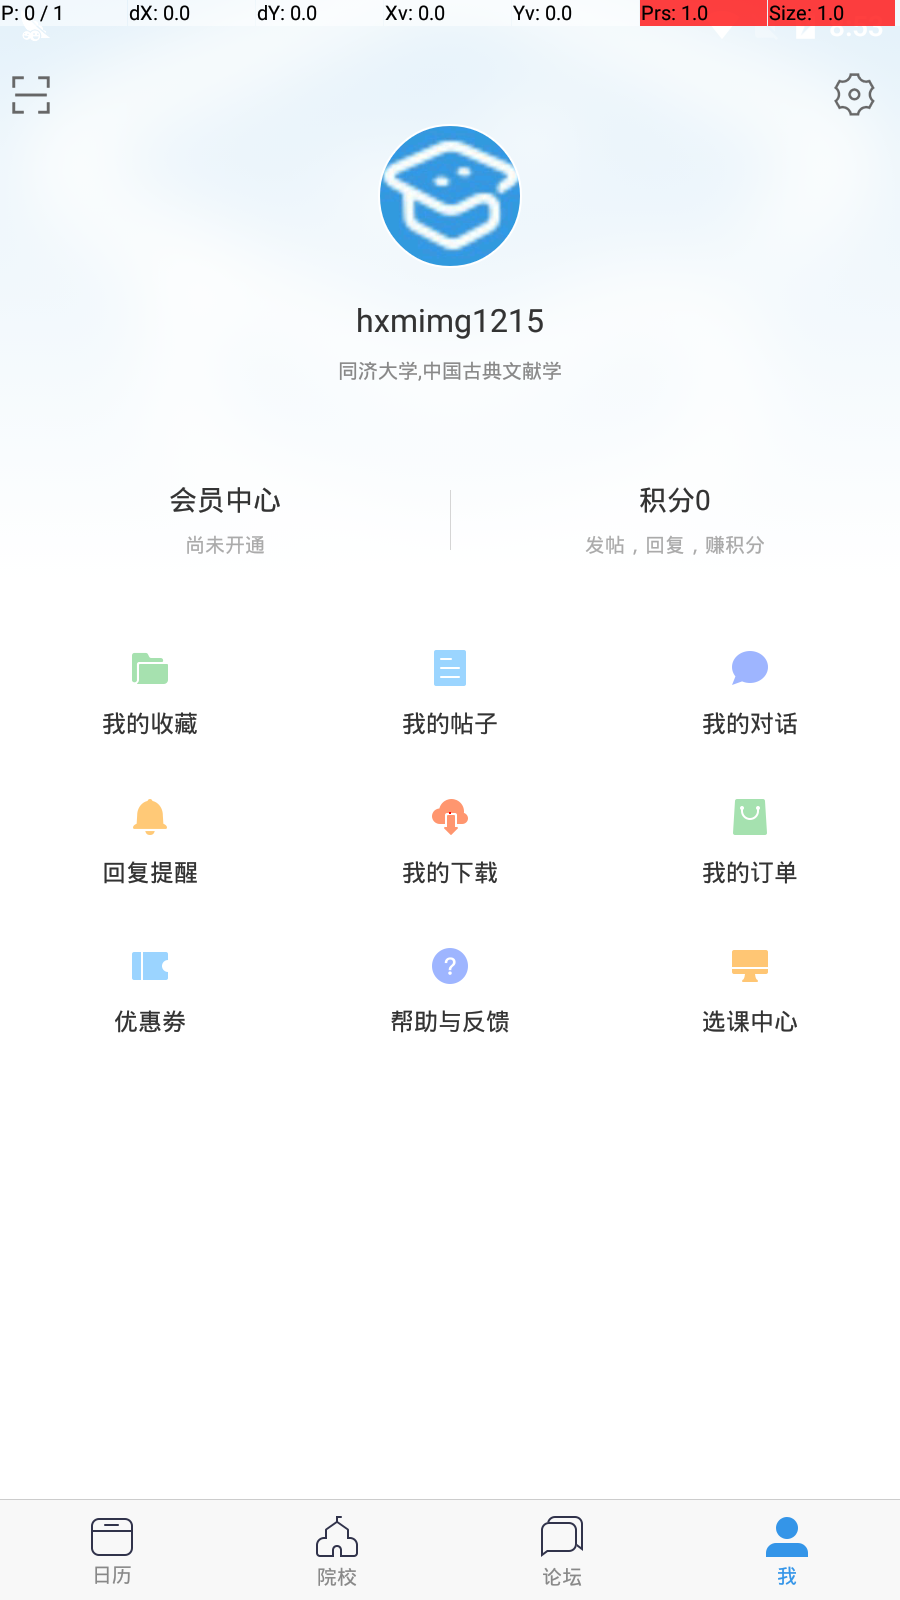 P: 0 / 1 dX: 0.0 dY: 0.0 Xv: 0.0 Yv: 0.0 Prs: 1.0 Size: 1.0
hxmimg1215
同济大学,中国古典文献学
会员中心 积分0
尚未开通 发帖，回复，赚积分
我的收藏 我的帖子 我的对话
回复提醒 我的下载 我的订单
优惠券 帮助与反馈 选课中心
日历 院校 论坛 我